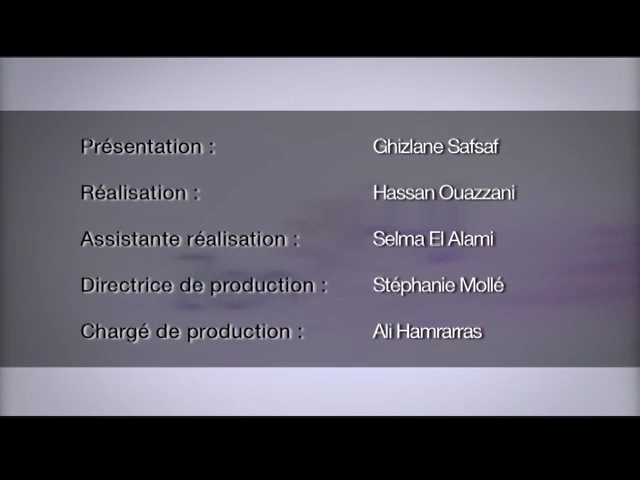 Présentation : Ghizlane Safsaf
Réalisation : Hassan Ouazzani
Assistante réalisation : Selma El Alami
Directrice de production : Stéphanie Mollé
Chargé de production : Ali Hamrarras